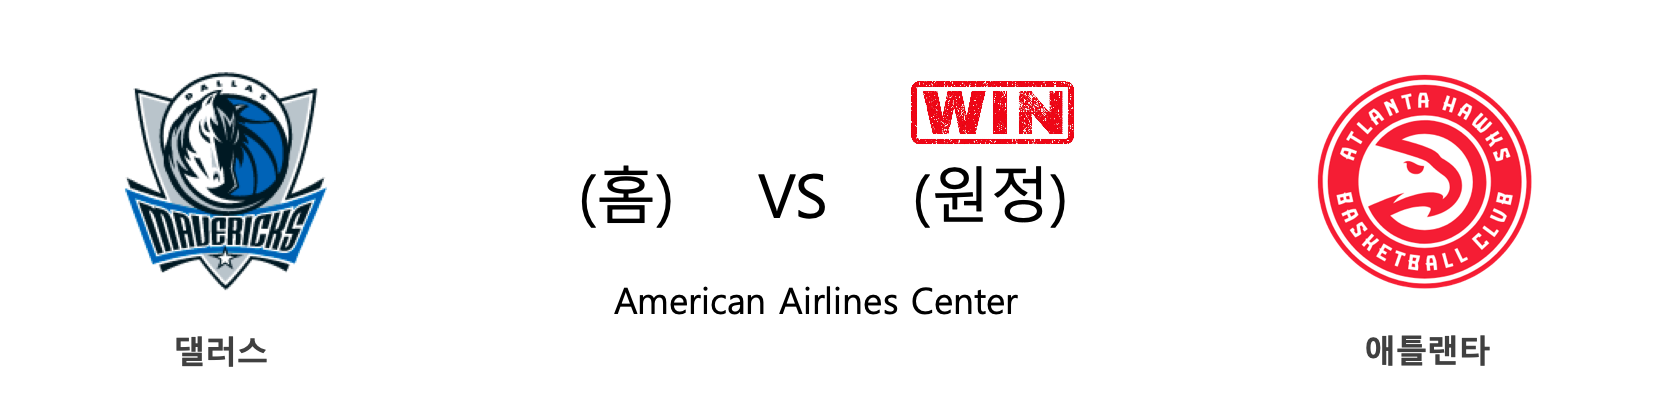 DALLAS
MAVERICKS
댈러스
WIN
(홈) VS (원정)
American Airlines Center
ATLANTA HAWKS
BASKETBALL CLUB
애틀랜타